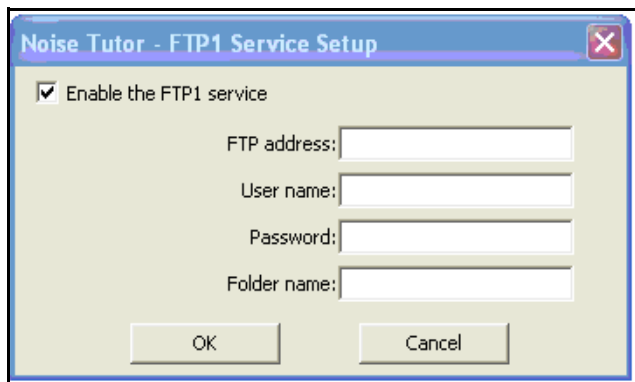 Noise Tutor - FTP1 Service Setup
Enable the FTP1 service
FTP address:
User name:
Password:
Folder name:
OK Cancel